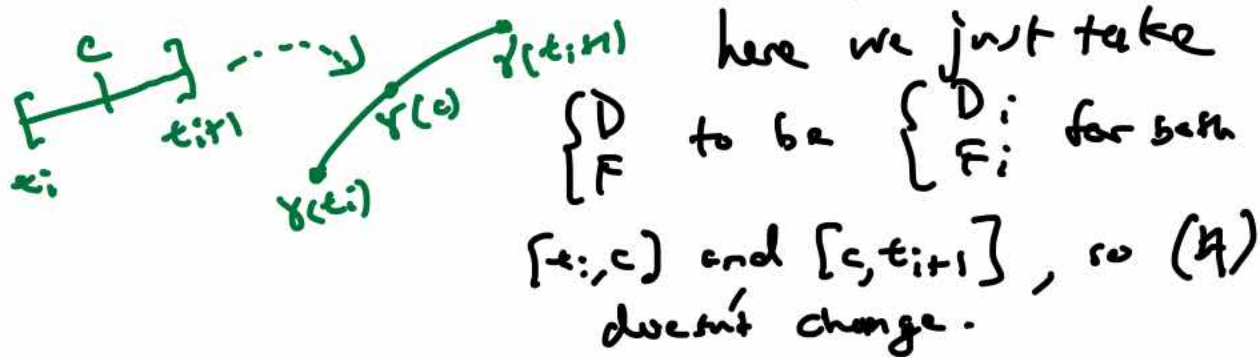 c
t_i
t_{i+1}
γ(t_i)
γ(c)
γ(t_{i+1})
here we just take
{D F to be {D_i F_i for both
[t_i, c] and [c, t_{i+1}], so (4)
doesn't change.